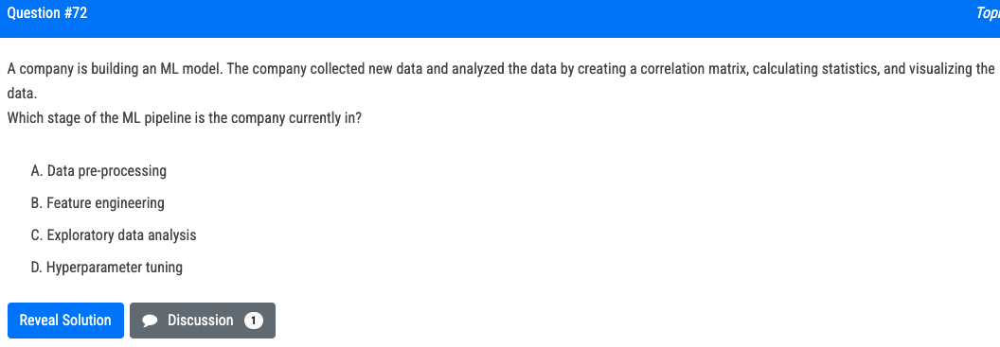 Question #72
A company is building an ML model. The company collected new data and analyzed the data by creating a correlation matrix, calculating statistics, and visualizing the
data.
Which stage of the ML pipeline is the company currently in?
A. Data pre-processing
B. Feature engineering
C. Exploratory data analysis
D. Hyperparameter tuning
Reveal Solution
Discussion 1